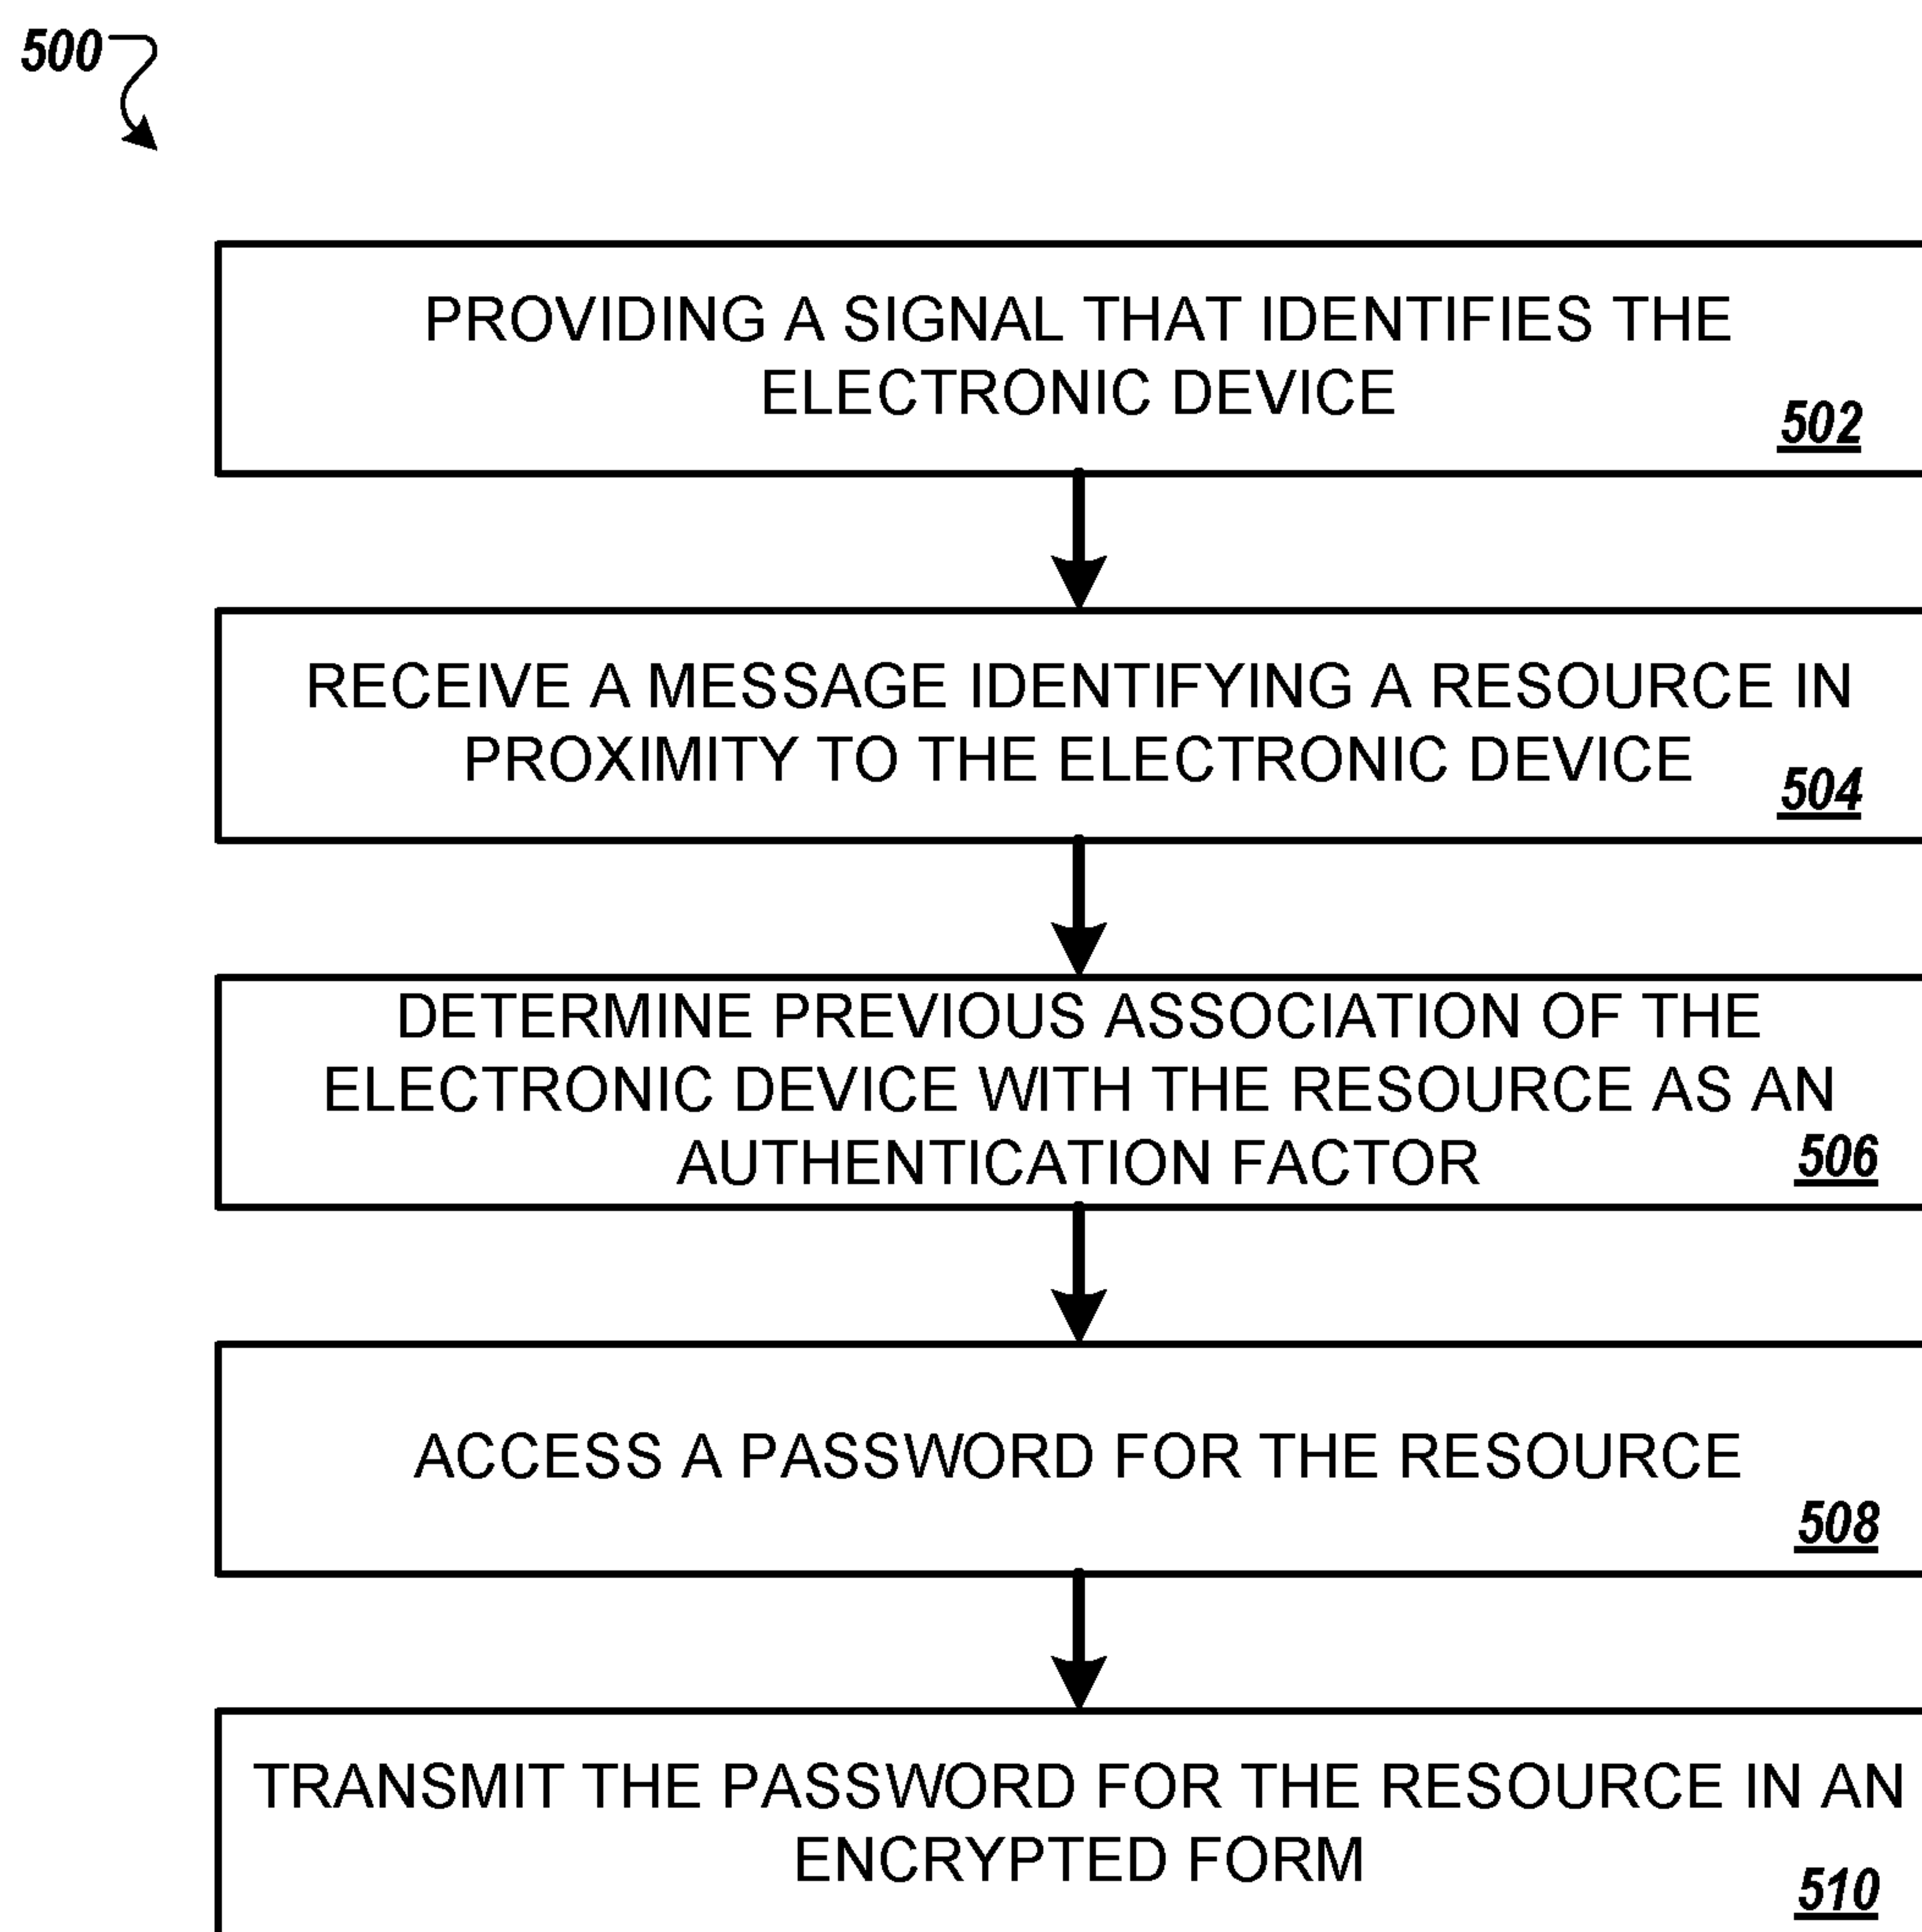 500
PROVIDING A SIGNAL THAT IDENTIFIES THE
ELECTRONIC DEVICE
502
RECEIVE A MESSAGE IDENTIFYING A RESOURCE IN
PROXIMITY TO THE ELECTRONIC DEVICE
504
DETERMINE PREVIOUS ASSOCIATION OF THE
ELECTRONIC DEVICE WITH THE RESOURCE AS AN
AUTHENTICATION FACTOR
506
ACCESS A PASSWORD FOR THE RESOURCE
508
TRANSMIT THE PASSWORD FOR THE RESOURCE IN AN
ENCRYPTED FORM
510